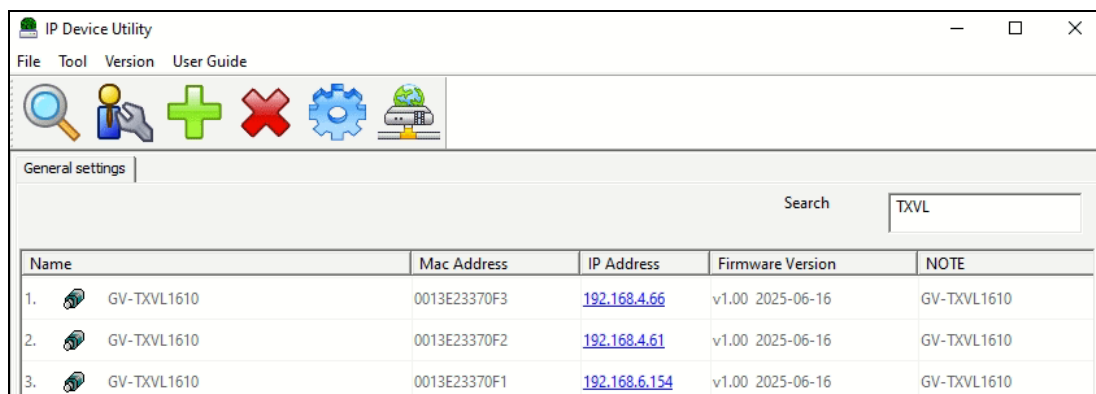 IP Device Utility
File Tool Version User Guide
General settings
Search TXVL
Name Mac Address IP Address Firmware Version NOTE
1. GV-TXVL1610 0013E23370F3 192.168.4.66 v1.00 2025-06-16 GV-TXVL1610
2. GV-TXVL1610 0013E23370F2 192.168.4.61 v1.00 2025-06-16 GV-TXVL1610
3. GV-TXVL1610 0013E23370F1 192.168.6.154 v1.00 2025-06-16 GV-TXVL1610